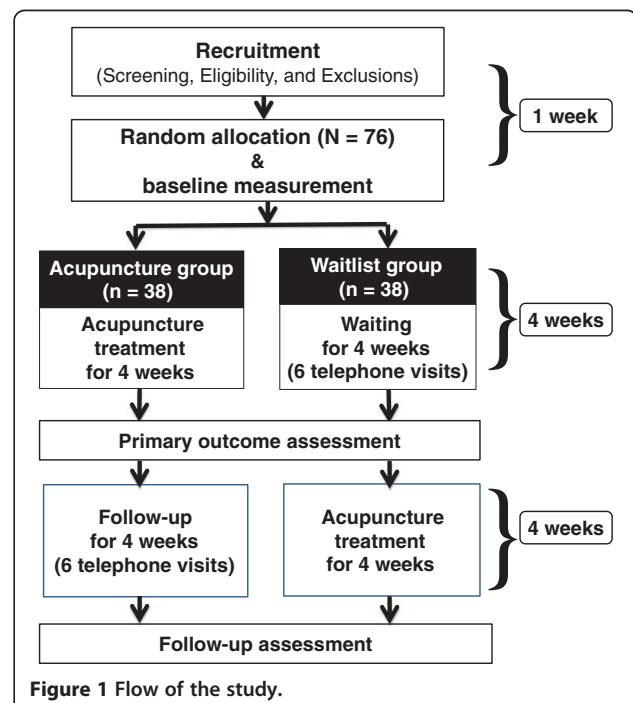 Recruitment
(Screening, Eligibility, and Exclusions)
1 week
Random allocation (N = 76)
&
baseline measurement
Acupuncture group
(n = 38)
Acupuncture
treatment
for 4 weeks
Waitlist group
(n = 38)
Waiting
for 4 weeks
(6 telephone visits)
4 weeks
Primary outcome assessment
Follow-up
for 4 weeks
(6 telephone visits)
Acupuncture
treatment
for 4 weeks
4 weeks
Follow-up assessment
Figure 1 Flow of the study.